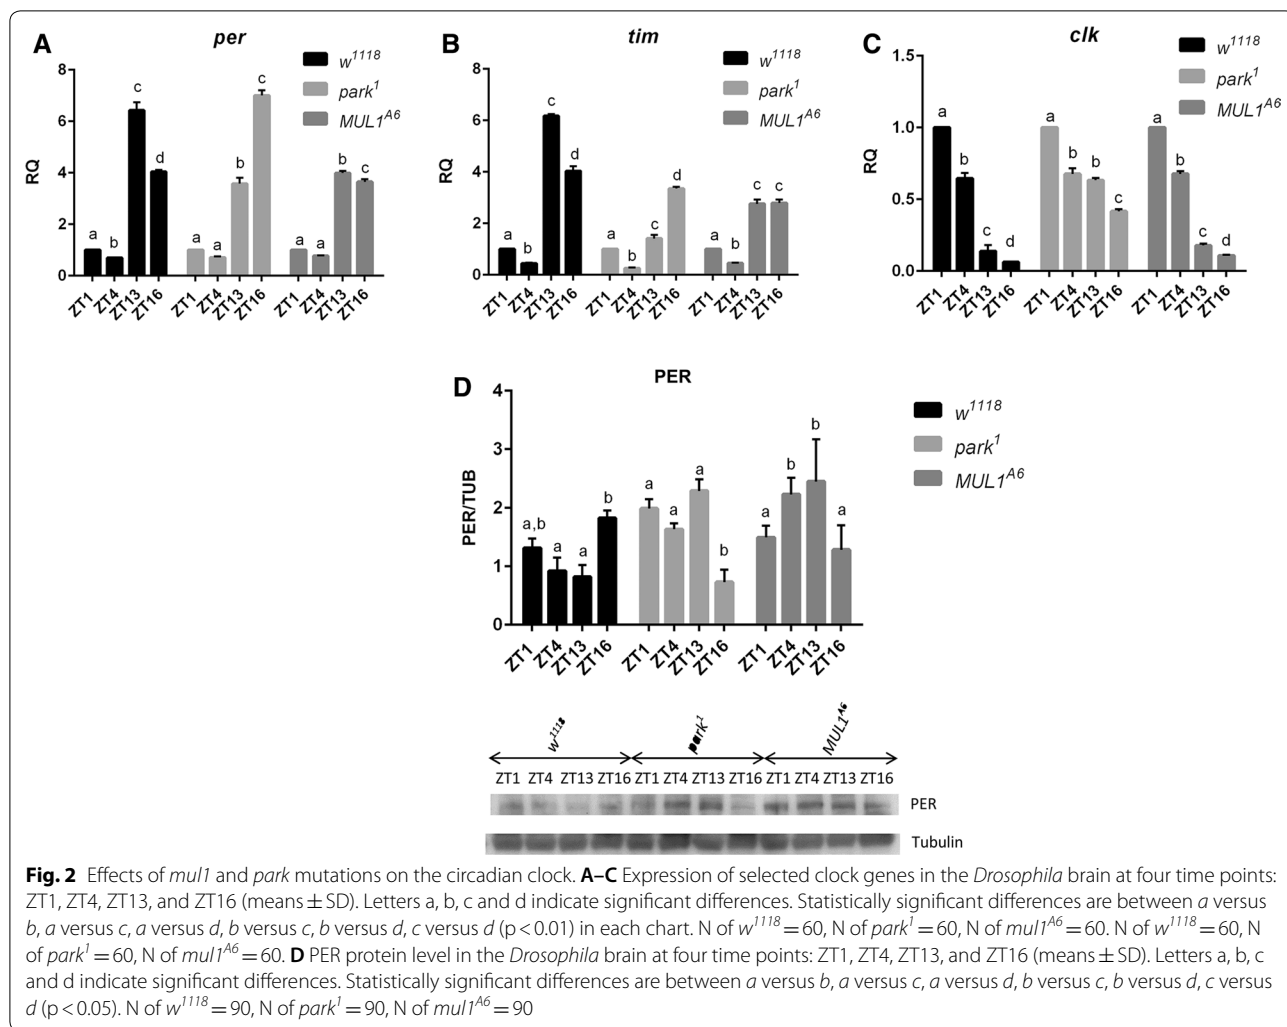 A
per
w1118
park1
MUL1A6
RQ
8
6
4
2
0
a
b
c
d
a
a
b
c
a
a
b
c
ZT1
ZT4
ZT13
ZT16
ZT1
ZT4
ZT13
ZT16
ZT1
ZT4
ZT13
ZT16
B
tim
w1118
park1
MUL1A6
RQ
8
6
4
2
0
a
b
c
d
a
b
c
d
a
b
c
c
ZT1
ZT4
ZT13
ZT16
ZT1
ZT4
ZT13
ZT16
ZT1
ZT4
ZT13
ZT16
C
clk
w1118
park1
MUL1A6
RQ
1.5
1.0
0.5
0.0
a
b
c
d
a
b
b
c
a
b
c
d
ZT1
ZT4
ZT13
ZT16
ZT1
ZT4
ZT13
ZT16
ZT1
ZT4
ZT13
ZT16
D
PER
w1118
park1
MUL1A6
PER/TUB
4
3
2
1
0
a,b
a
a
b
a
a
a
b
a
b
b
a
ZT1
ZT4
ZT13
ZT16
ZT1
ZT4
ZT13
ZT16
ZT1
ZT4
ZT13
ZT16
w1118 park1 MUL1A6
ZT1 ZT4 ZT13 ZT16 ZT1 ZT4 ZT13 ZT16 ZT1 ZT4 ZT13 ZT16
PER
Tubulin
Fig. 2 Effects of mul1 and park mutations on the circadian clock. A–C Expression of selected clock genes in the Drosophila brain at four time points:
ZT1, ZT4, ZT13, and ZT16 (means ± SD). Letters a, b, c and d indicate significant differences. Statistically significant differences are between a versus
b, a versus c, a versus d, b versus c, b versus d, c versus d (p < 0.01) in each chart. N of w1118 = 60, N of park1 = 60, N of mul1A6 = 60. N of w1118 = 60, N
of park1 = 60, N of mul1A6 = 60. D PER protein level in the Drosophila brain at four time points: ZT1, ZT4, ZT13, and ZT16 (means ± SD). Letters a, b, c
and d indicate significant differences. Statistically significant differences are between a versus b, a versus c, a versus d, b versus c, b versus d, c versus
d (p < 0.05). N of w1118 = 90, N of park1 = 90, N of mul1A6 = 90